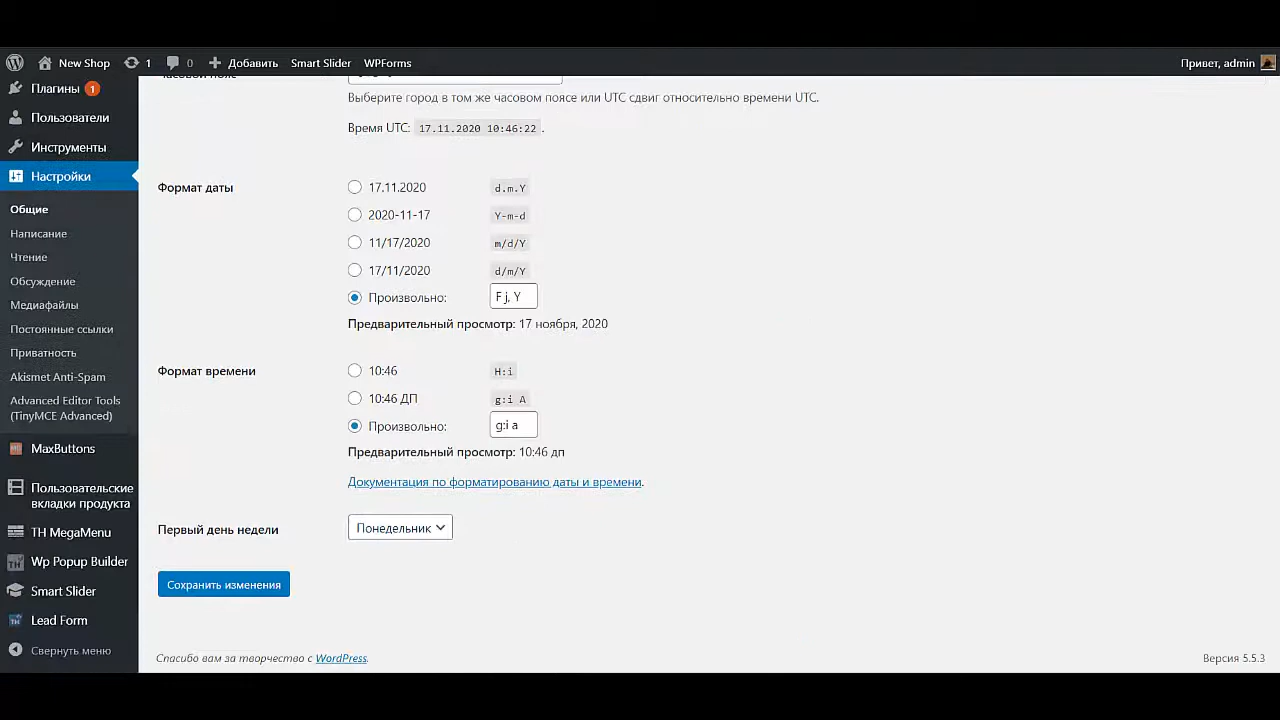 New Shop 1 0 Добавить Smart Slider WPForms Привет, admin
Плагины 1
Пользователи
Инструменты
Настройки
Общие
Написание
Чтение
Обсуждение
Медиафайлы
Постоянные ссылки
Приватность
Akismet Anti-Spam
Advanced Editor Tools
(TinyMCE Advanced)
MaxButtons
Пользовательские
вкладки продукта
TH MegaMenu
Wp Popup Builder
Smart Slider
Lead Form
Свернуть меню
Выберите город в том же часовом поясе или UTC сдвиг относительно времени UTC.
Время UTC: 17.11.2020 10:46:22 .
Формат даты
17.11.2020 d.m.Y
2020-11-17 Y-m-d
11/17/2020 m/d/Y
17/11/2020 d/m/Y
Произвольно: F j, Y
Предварительный просмотр: 17 ноября, 2020
Формат времени
10:46 H:i
10:46 ДП g:i A
Произвольно: g:i a
Предварительный просмотр: 10:46 дп
Документация по форматированию даты и времени.
Первый день недели Понедельник
Сохранить изменения
Спасибо вам за творчество с WordPress.
Версия 5.5.3